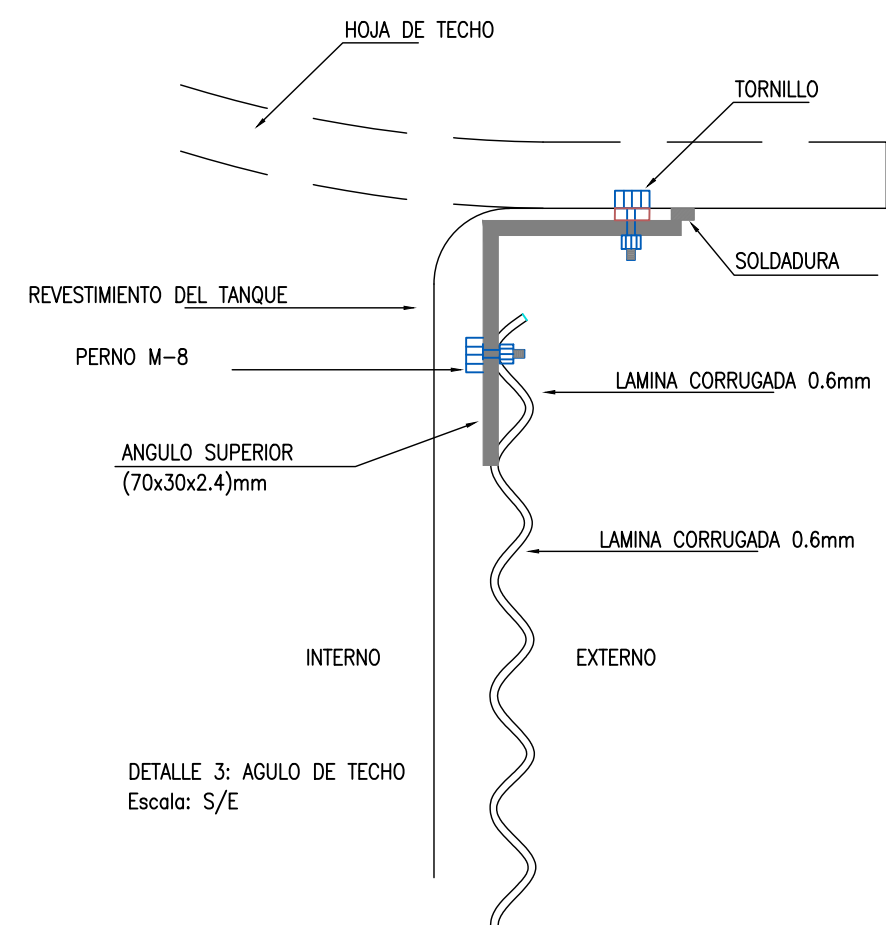 HOJA DE TECHO
TORNILLO
SOLDADURA
REVESTIMIENTO DEL TANQUE
PERNO M-8
LAMINA CORRUGADA 0.6mm
ANGULO SUPERIOR
(70x30x2.4)mm
LAMINA CORRUGADA 0.6mm
INTERNO
EXTERNO
DETALLE 3: AGULO DE TECHO
Escala: S/E